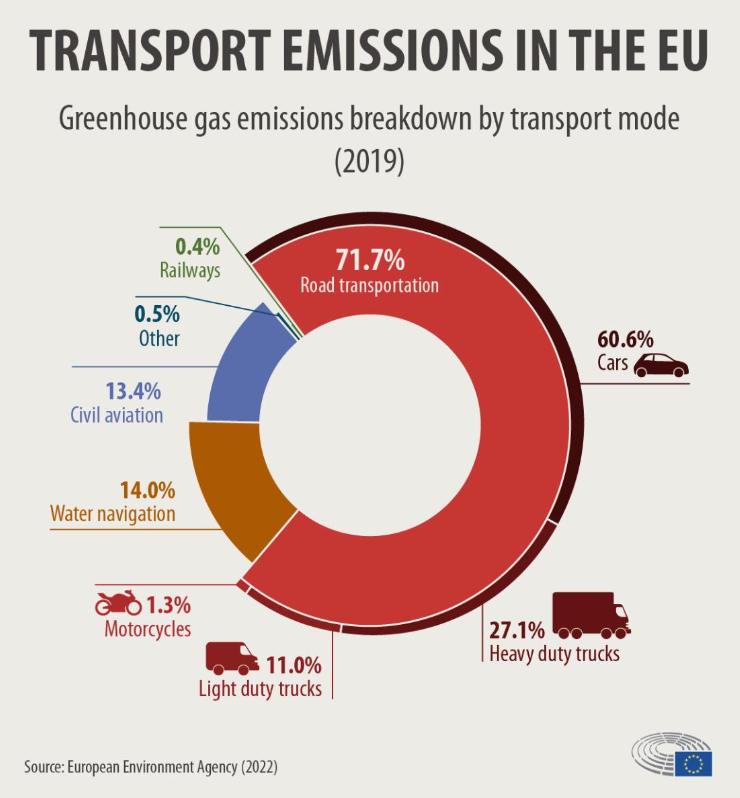 TRANSPORT EMISSIONS IN THE EU
Greenhouse gas emissions breakdown by transport mode
(2019)
71.7%
Road transportation
0.4%
Railways
0.5%
Other
13.4%
Civil aviation
14.0%
Water navigation
60.6%
Cars
27.1%
Heavy duty trucks
11.0%
Light duty trucks
1.3%
Motorcycles
Source: European Environment Agency (2022)